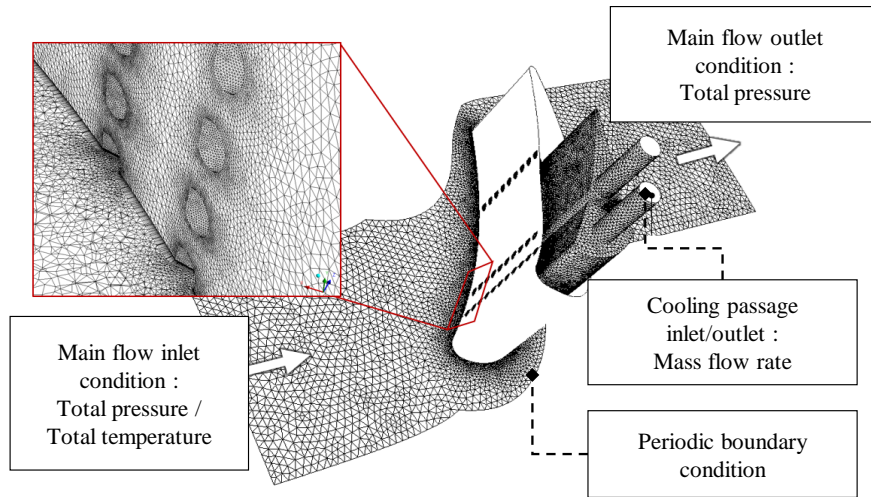 Main flow outlet
condition :
Total pressure
Cooling passage
inlet/outlet :
Mass flow rate
Main flow inlet
condition :
Total pressure /
Total temperature
Periodic boundary
condition